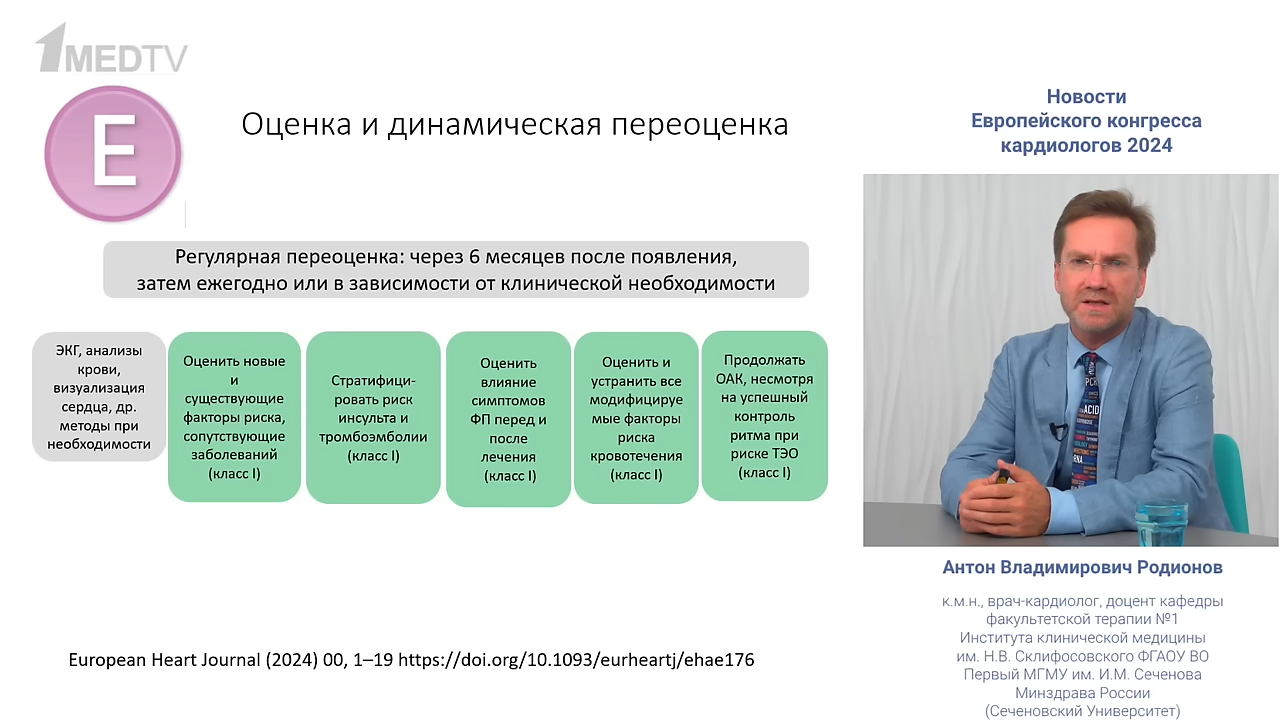 1MEDTV
E
Оценка и динамическая переоценка
Регулярная переоценка: через 6 месяцев после появления,
затем ежегодно или в зависимости от клинической необходимости
ЭКГ, анализы
крови,
визуализация
сердца, др.
методы при
необходимости
Оценить новые
и
существующие
факторы риска,
сопутствующие
заболеваний
(класс I)
Стратифици-
ровать риск
инсульта и
тромбоэмболии
(класс I)
Оценить
влияние
симптомов
ФП перед и
после
лечения
(класс I)
Оценить и
устранить все
модифицируе
мые факторы
риска
кровотечения
(класс I)
Продолжать
ОАК, несмотря
на успешный
контроль
ритма при
риске ТЭО
(класс I)
European Heart Journal (2024) 00, 1–19 https://doi.org/10.1093/eurheartj/ehae176
Новости
Европейского конгресса
кардиологов 2024
ACID
Антон Владимирович Родионов
к.м.н., врач-кардиолог, доцент кафедры
факультетской терапии №1
Института клинической медицины
им. Н.В. Склифосовского ФГАОУ ВО
Первый МГМУ им. И.М. Сеченова
Минздрава России
(Сеченовский Университет)